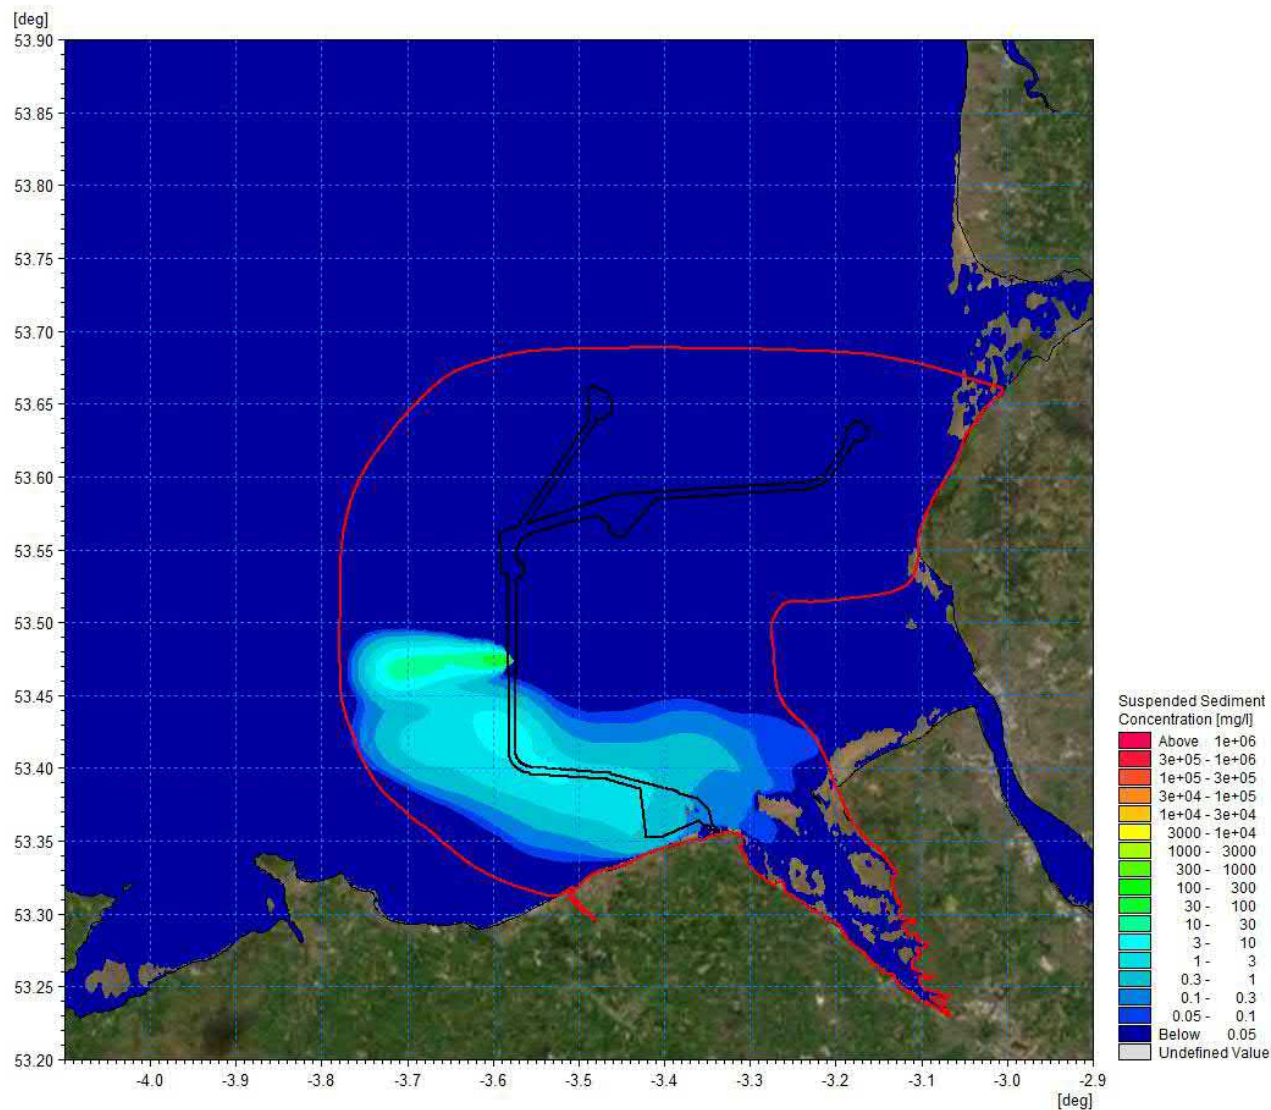 [deg]
53.90
53.85
53.80
53.75
53.70
53.65
53.60
53.55
53.50
53.45
53.40
53.35
53.30
53.25
53.20
-4.0 -3.9 -3.8 -3.7 -3.6 -3.5 -3.4 -3.3 -3.2 -3.1 -3.0 -2.9
[deg]
Suspended Sediment
Concentration [mg/l]
Above 1e+06
3e+05 - 1e+06
1e+05 - 3e+05
3e+04 - 1e+05
1e+04 - 3e+04
3000 - 1e+04
1000 - 3000
300 - 1000
100 - 300
30 - 100
10 - 30
3 - 10
1 - 3
0.3 - 1
0.1 - 0.3
0.05 - 0.1
Below 0.05
Undefined Value